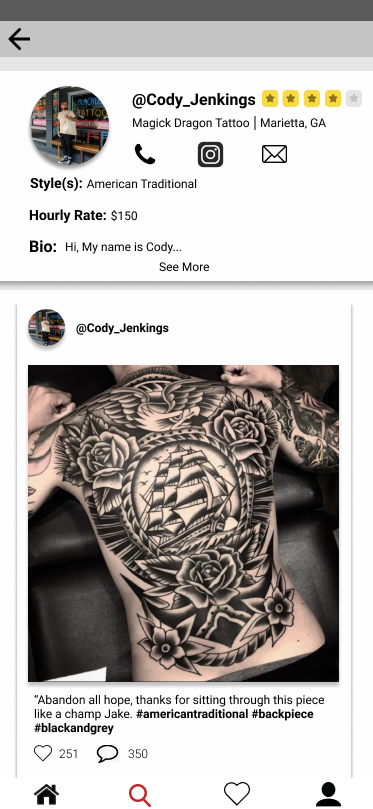 @Cody_Jenkings
Magick Dragon Tattoo | Marietta, GA
Style(s): American Traditional
Hourly Rate: $150
Bio: Hi, My name is Cody...
See More
@Cody_Jenkings
“Abandon all hope, thanks for sitting through this piece
like a champ Jake. #americantraditional #backpiece
#blackandgrey
251 350